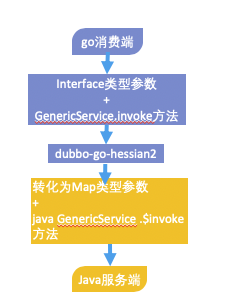 go消费端
Interface类型参数
+
GenericService.invoke方法
dubbo-go-hessian2
转化为Map类型参数
+
java GenericService .$invoke
方法
Java服务端